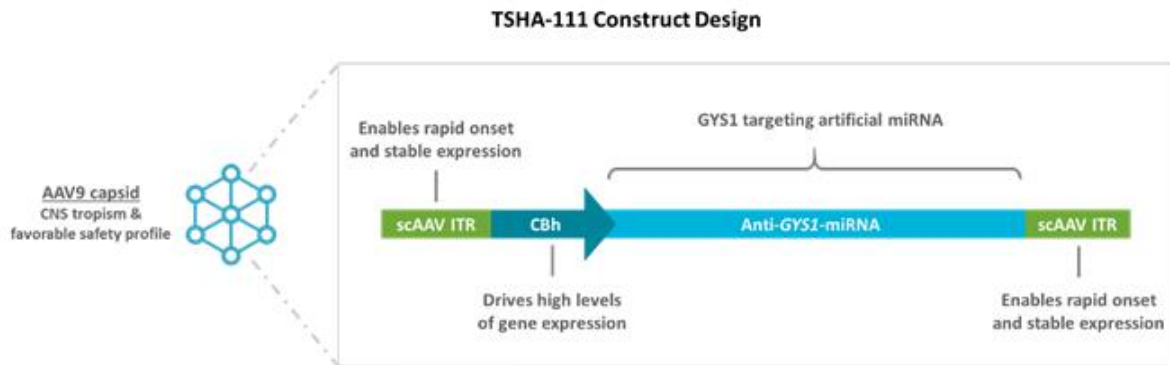 TSHA-111 Construct Design
Enables rapid onset
and stable expression
GYS1 targeting artificial miRNA
AAV9 capsid
CNS tropism &
favorable safety profile
scAAV ITR
CBh
Anti-GYS1-miRNA
scAAV ITR
Drives high levels
of gene expression
Enables rapid onset
and stable expression